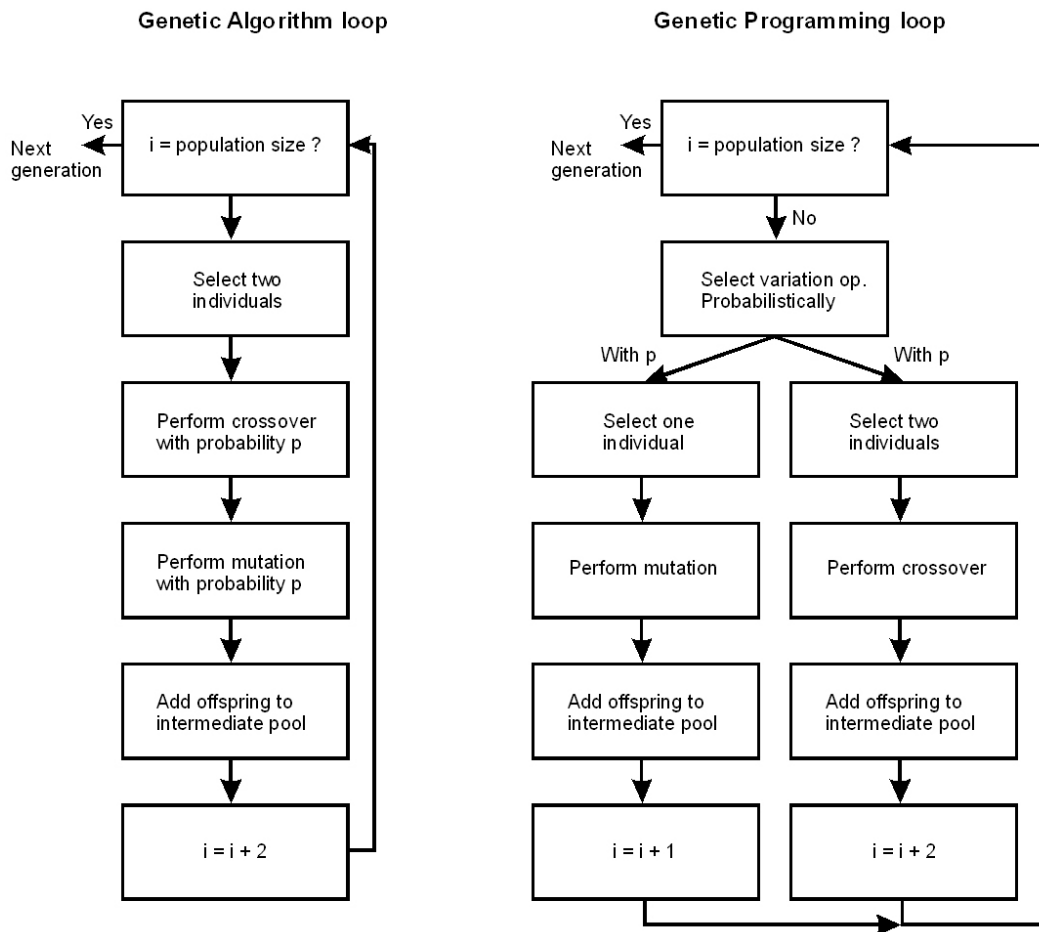 Genetic Algorithm loop
Yes
Next
generation
i = population size ?
Select two
individuals
Perform crossover
with probability p
Perform mutation
with probability p
Add offspring to
intermediate pool
i = i + 2
Genetic Programming loop
Yes
Next
generation
i = population size ?
No
Select variation op.
Probabilistically
With p
With p
Select one
individual
Perform mutation
Add offspring to
intermediate pool
i = i + 1
Select two
individuals
Perform crossover
Add offspring to
intermediate pool
i = i + 2